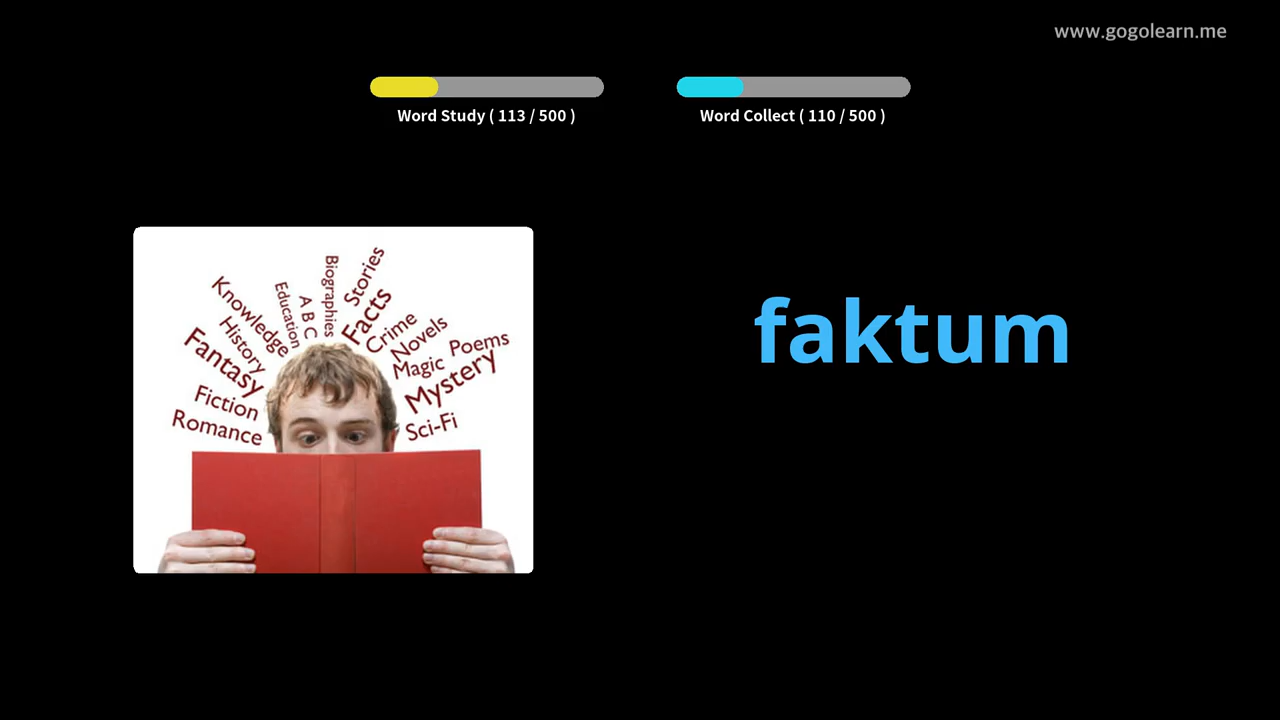 www.gogolearn.me
Word Study ( 113 / 500 )
Word Collect ( 110 / 500 )
faktum
Stories
Biographies
Education
A B C
Facts
Knowledge
Crime
History
Novels
Poems
Fantasy
Magic
Mystery
Fiction
Romance
Sci-Fi